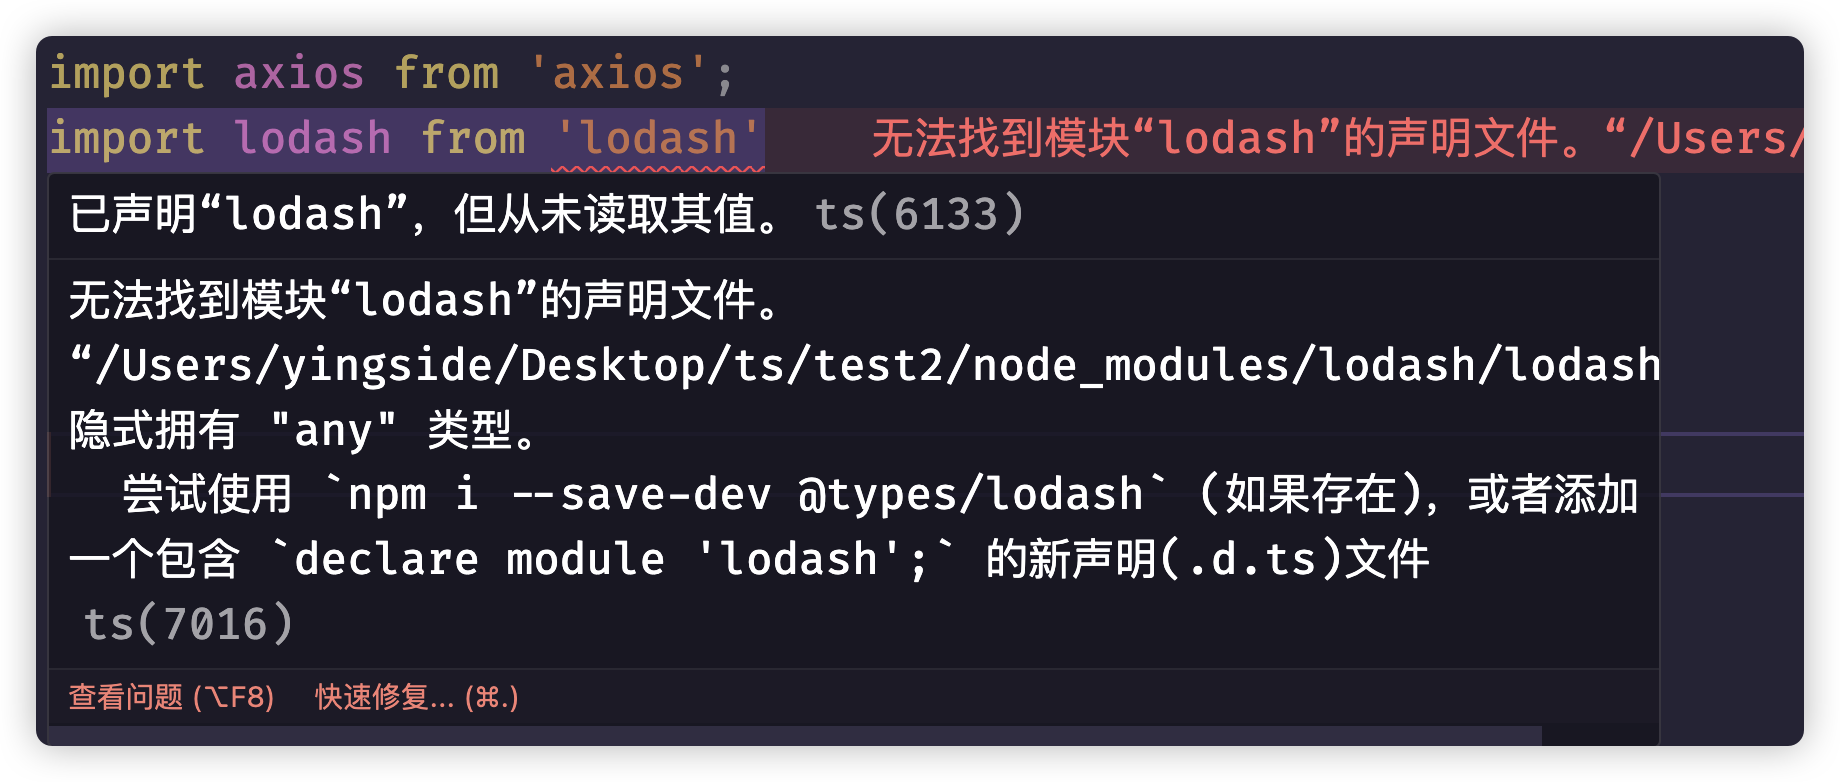 import axios from 'axios';
import lodash from 'lodash' 无法找到模块“lodash”的声明文件。“/Users/
已声明“lodash”，但从未读取其值。 ts(6133)
无法找到模块“lodash”的声明文件。
“/Users/yingside/Desktop/ts/test2/node_modules/lodash/lodash
隐式拥有 "any" 类型。
尝试使用 `npm i --save-dev @types/lodash` (如果存在)，或者添加
一个包含 `declare module 'lodash';` 的新声明(.d.ts)文件
ts(7016)
查看问题 (⌥F8) 快速修复... (⌘.)